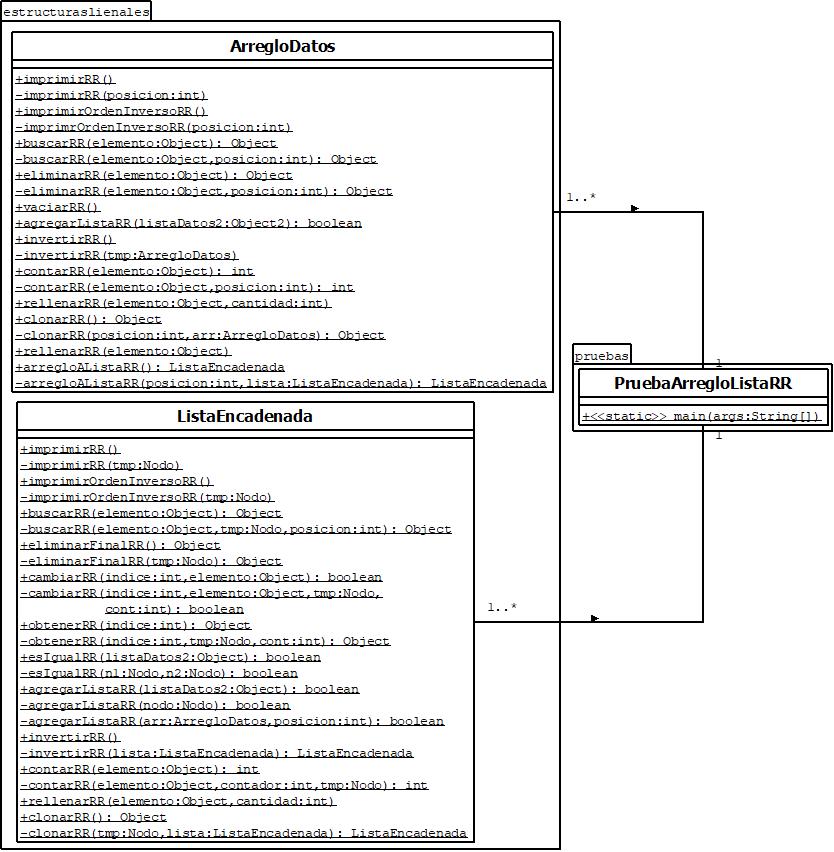 estructuraslienales
ArregloDatos
+imprimirRR()
-imprimirRR(posicion:int)
+imprimirOrdenInversoRR()
-imprimrOrdenInversoRR(posicion:int)
+buscarRR(elemento:Object): Object
-buscarRR(elemento:Object,posicion:int): Object
+eliminarRR(elemento:Object): Object
-eliminarRR(elemento:Object,posicion:int): Object
+vaciarRR()
+agregarListaRR(listaDatos2:Object2): boolean
+invertirRR()
-invertirRR(tmp:ArregloDatos)
+contarRR(elemento:Object): int
-contarRR(elemento:Object,posicion:int): int
+rellenarRR(elemento:Object,cantidad:int)
+clonarRR(): Object
-clonarRR(posicion:int,arr:ArregloDatos): Object
+rellenarRR(elemento:Object)
+arregloAListaRR(): ListaEncadenada
-arregloAListaRR(posicion:int,lista:ListaEncadenada): ListaEncadenada
1..*
1
pruebas
PruebaArregloListaRR
+<<static>> main(args:String[])
1
ListaEncadenada
+imprimirRR()
-imprimirRR(tmp:Nodo)
+imprimirOrdenInversoRR()
-imprimirOrdenInversoRR(tmp:Nodo)
+buscarRR(elemento:Object): Object
-buscarRR(elemento:Object,tmp:Nodo,posicion:int): Object
+eliminarFinalRR(): Object
-eliminarFinalRR(tmp:Nodo): Object
+cambiarRR(indice:int,elemento:Object): boolean
-cambiarRR(indice:int,elemento:Object,tmp:Nodo,
cont:int): boolean
+obtenerRR(indice:int): Object
-obtenerRR(indice:int,tmp:Nodo,cont:int): Object
+esIgualRR(listaDatos2:Object): boolean
-esIgualRR(n1:Nodo,n2:Nodo): boolean
+agregarListaRR(listaDatos2:Object): boolean
-agregarListaRR(nodo:Nodo): boolean
-agregarListaRR(arr:ArregloDatos,posicion:int): boolean
+invertirRR()
-invertirRR(lista:ListaEncadenada): ListaEncadenada
+contarRR(elemento:Object): int
-contarRR(elemento:Object,contador:int,tmp:Nodo): int
+rellenarRR(elemento:Object,cantidad:int)
+clonarRR(): Object
-clonarRR(tmp:Nodo,lista:ListaEncadenada): ListaEncadenada
1..*